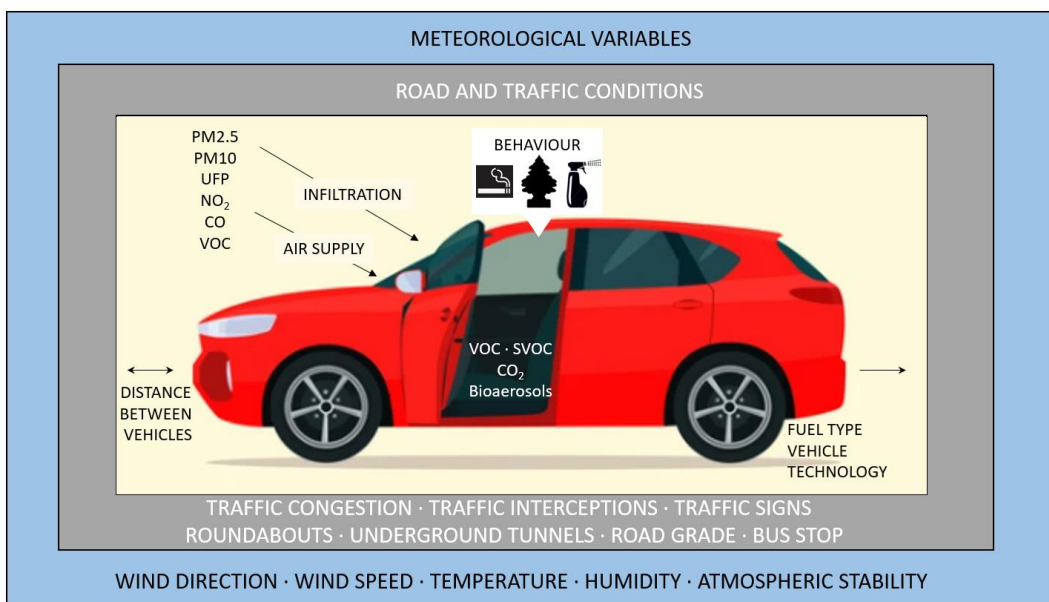 METEOROLOGICAL VARIABLES
ROAD AND TRAFFIC CONDITIONS
PM2.5
PM10
UFP
NO₂
CO
VOC
INFILTRATION
AIR SUPPLY
BEHAVIOUR
VOC · SVOC
CO₂
Bioaerosols
DISTANCE
BETWEEN
VEHICLES
FUEL TYPE
VEHICLE
TECHNOLOGY
TRAFFIC CONGESTION · TRAFFIC INTERCEPTIONS · TRAFFIC SIGNS
ROUNDABOUTS · UNDERGROUND TUNNELS · ROAD GRADE · BUS STOP
WIND DIRECTION · WIND SPEED · TEMPERATURE · HUMIDITY · ATMOSPHERIC STABILITY